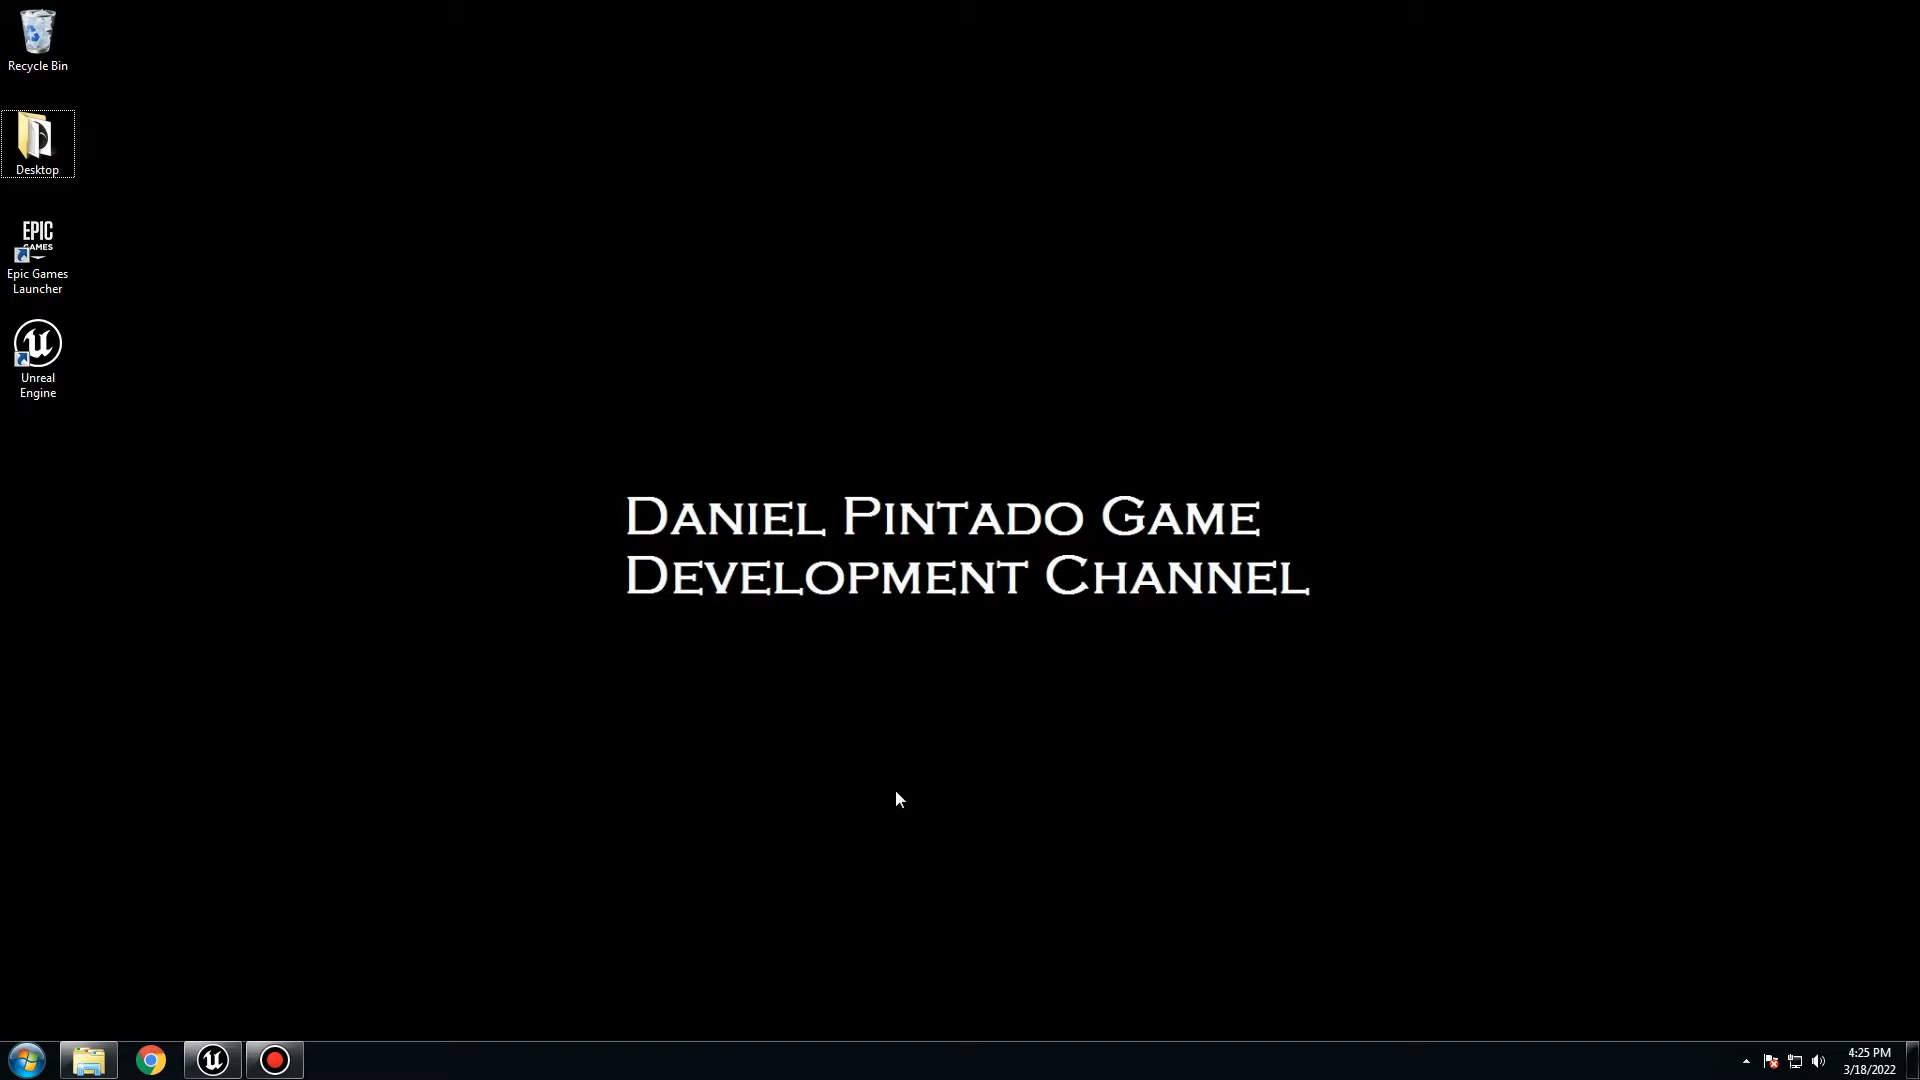 Recycle Bin
Desktop
EPIC
GAMES
Epic Games
Launcher
Unreal
Engine
DANIEL PINTADO GAME
DEVELOPMENT CHANNEL
4:25 PM
3/18/2022